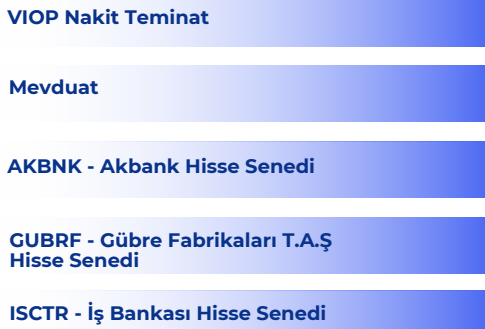 VIOP Nakit Teminat
Mevduat
AKBNK - Akbank Hisse Senedi
GUBRF - Gübre Fabrikaları T.A.Ş
Hisse Senedi
ISCTR - İş Bankası Hisse Senedi